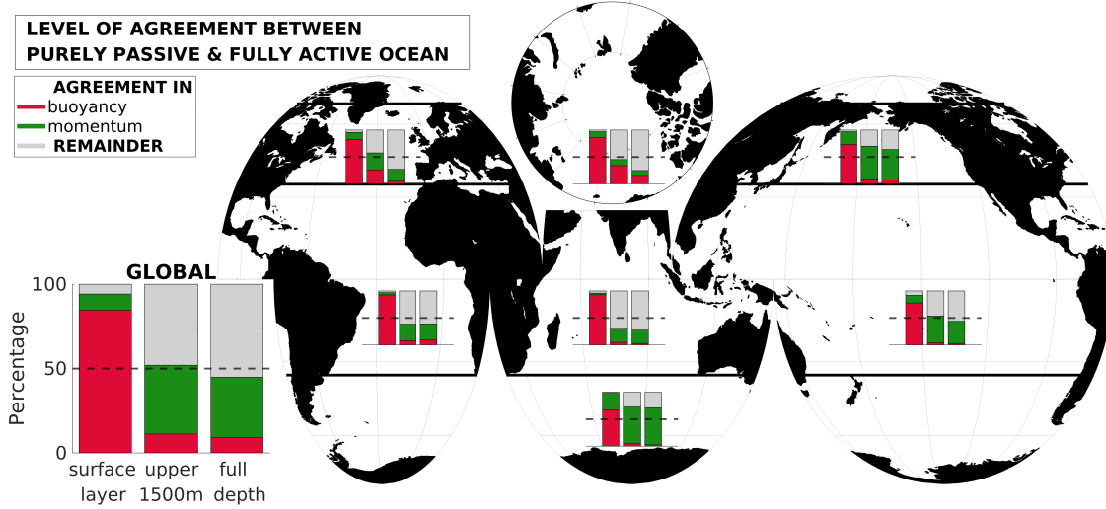 LEVEL OF AGREEMENT BETWEEN
PURELY PASSIVE & FULLY ACTIVE OCEAN
AGREEMENT IN
buoyancy
momentum
REMAINDER
GLOBAL
100
50
0
Percentage
surface upper full
layer 1500m depth